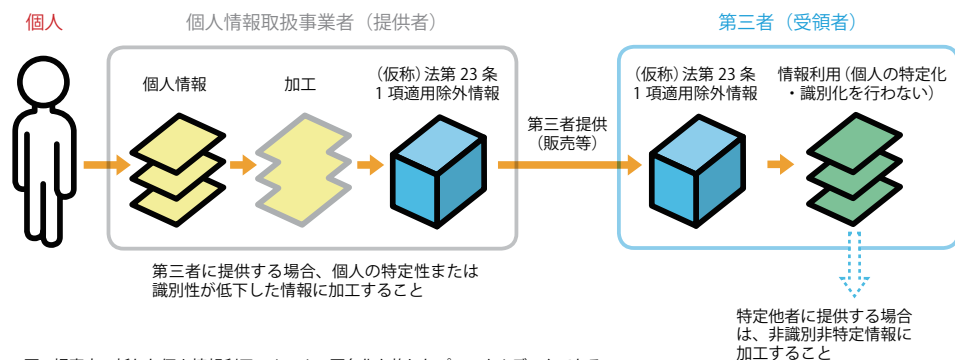 個人
個人情報取扱事業者（提供者）
第三者（受領者）
個人情報
加工
（仮称）法第 23 条
1 項適用除外情報
第三者提供
（販売等）
（仮称）法第 23 条
1 項適用除外情報
情報利用（個人の特定化
・識別化を行わない）
第三者に提供する場合、個人の特定性または
識別性が低下した情報に加工すること
特定他者に提供する場合
は、非識別非特定情報に
加工すること